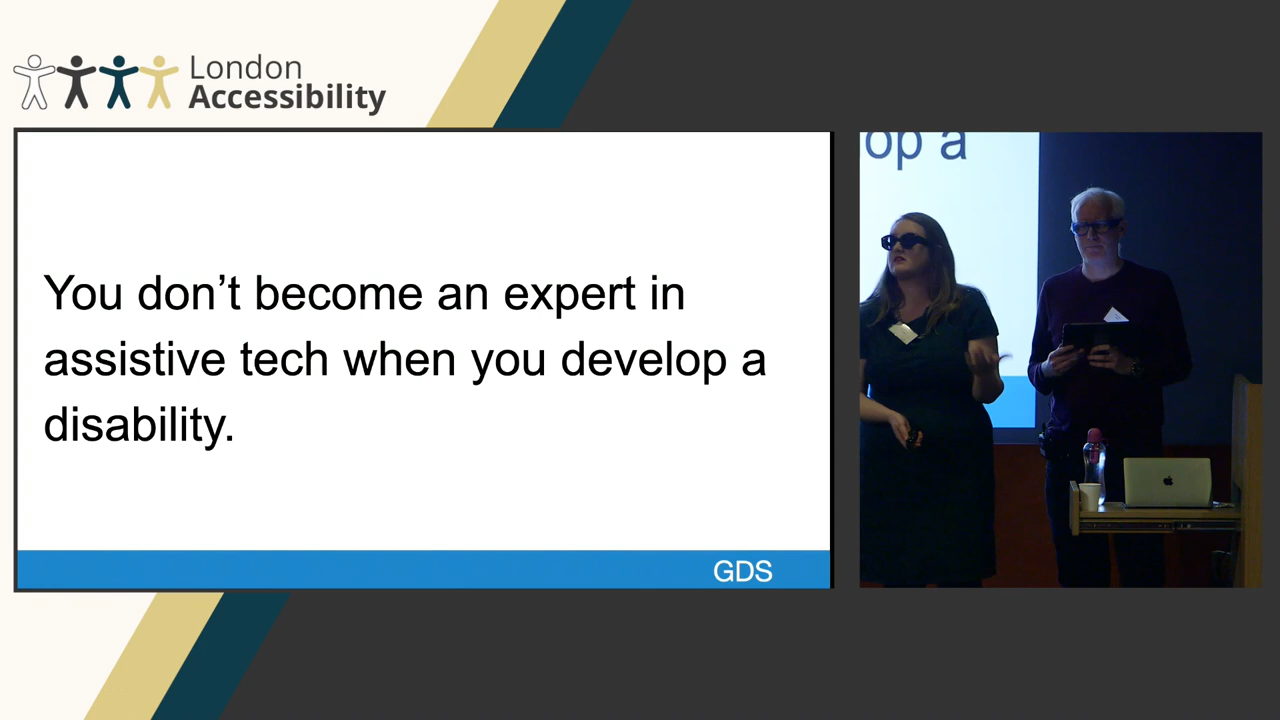 London
Accessibility
You don’t become an expert in
assistive tech when you develop a
disability.
GDS
op a